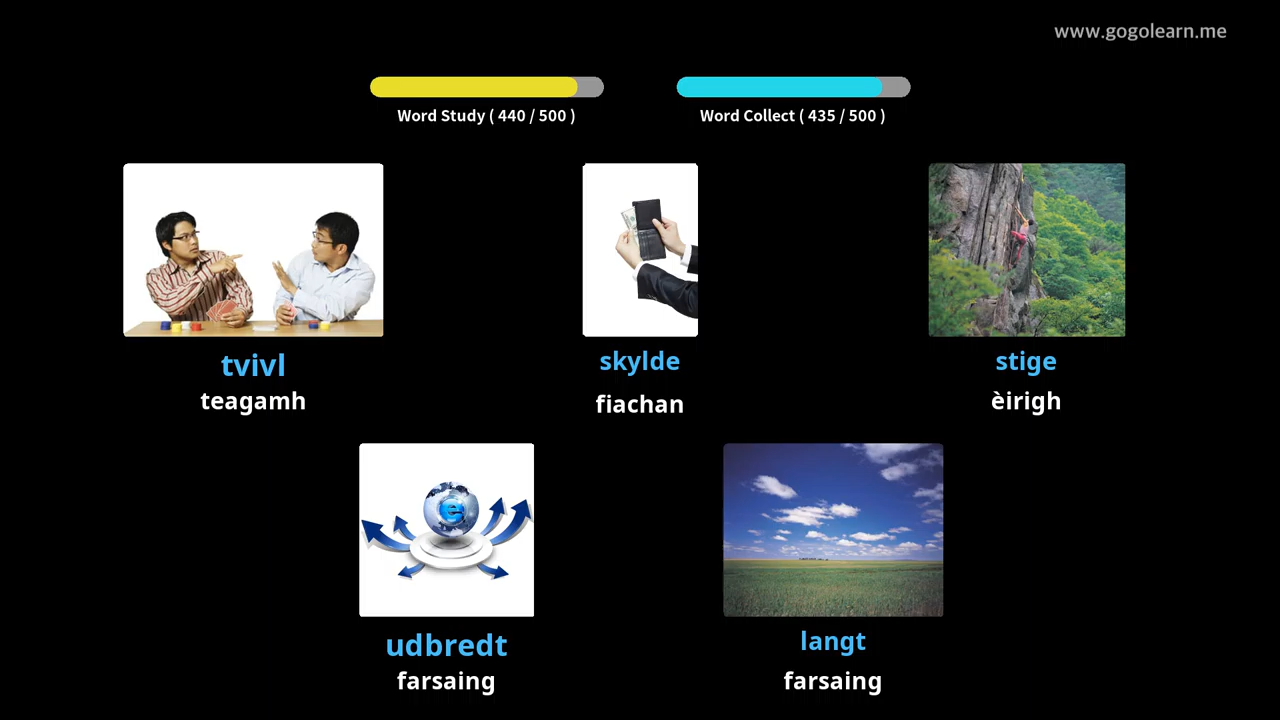 www.gogolearn.me
Word Study ( 440 / 500 )
Word Collect ( 435 / 500 )
tvivl
teagamh
skylde
fiachan
stige
èirigh
e
udbredt
farsaing
langt
farsaing